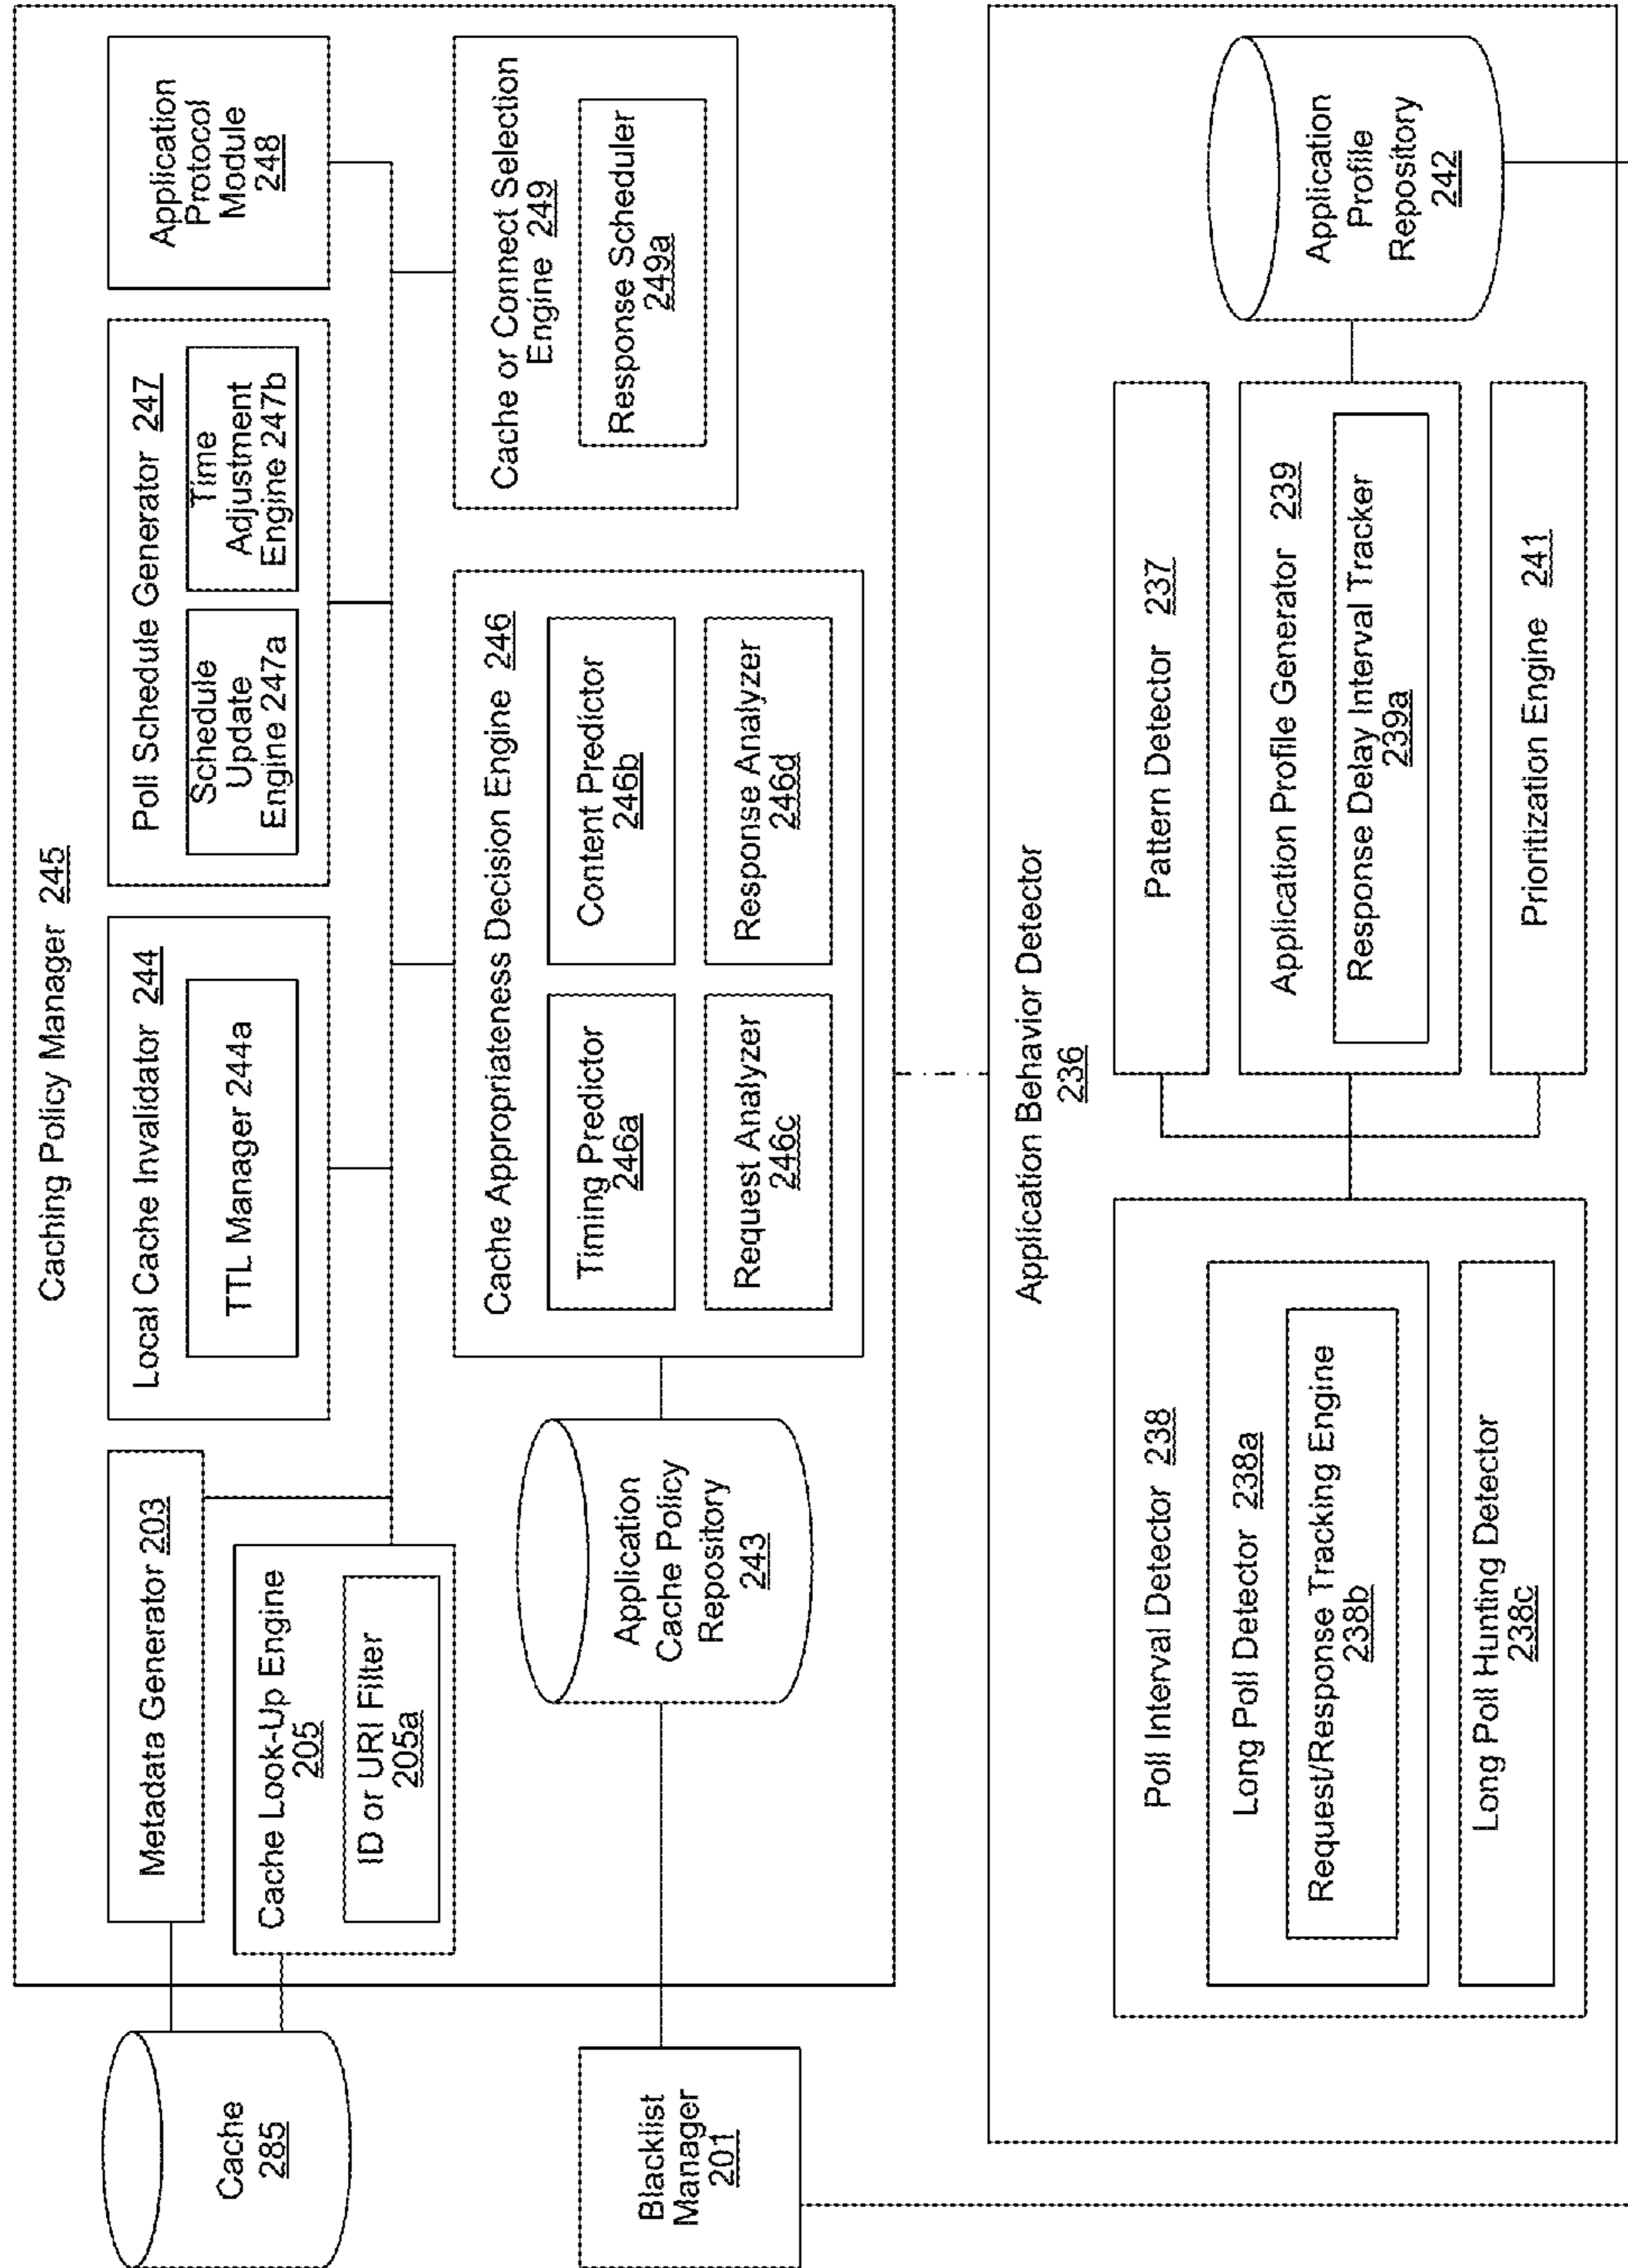 Caching Policy Manager 245
Cache
285
Metadata Generator 203
Cache Look-Up Engine
205
ID or URI Filter
205a
Local Cache Invalidator 244
TTL Manager 244a
Poll Schedule Generator 247
Schedule
Update
Engine 247a
Time
Adjustment
Engine 247b
Application
Protocol
Module
248
Blacklist
Manager
201
Application
Cache Policy
Repository
243
Cache Appropriateness Decision Engine 246
Timing Predictor
246a
Content Predictor
246b
Request Analyzer
246c
Response Analyzer
246d
Cache or Connect Selection
Engine 249
Response Scheduler
249a
Application Behavior Detector
236
Poll Interval Detector 238
Long Poll Detector 238a
Request/Response Tracking Engine
238b
Long Poll Hunting Detector
238c
Pattern Detector 237
Application Profile Generator 239
Response Delay Interval Tracker
239a
Prioritization Engine 241
Application
Profile
Repository
242